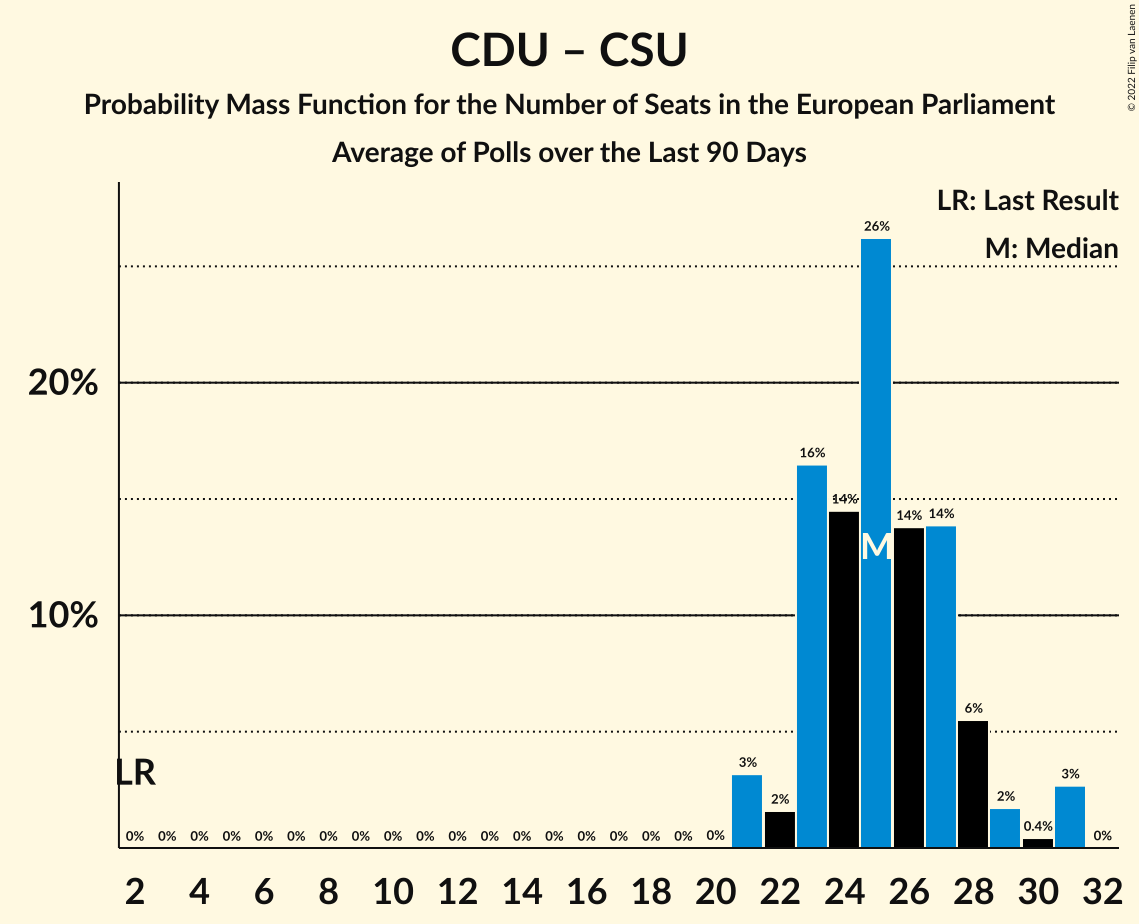 CDU – CSU
Probability Mass Function for the Number of Seats in the European Parliament
Average of Polls over the Last 90 Days
© 2022 Filip van Laenen
LR: Last Result
M: Median
20%
10%
LR
M
0% 0% 0% 0% 0% 0% 0% 0% 0% 0% 0% 0% 0% 0% 0% 0% 0% 0% 0% 3% 2% 16% 14% 26% 14% 14% 6% 2% 0.4% 3% 0%
2 4 6 8 10 12 14 16 18 20 22 24 26 28 30 32